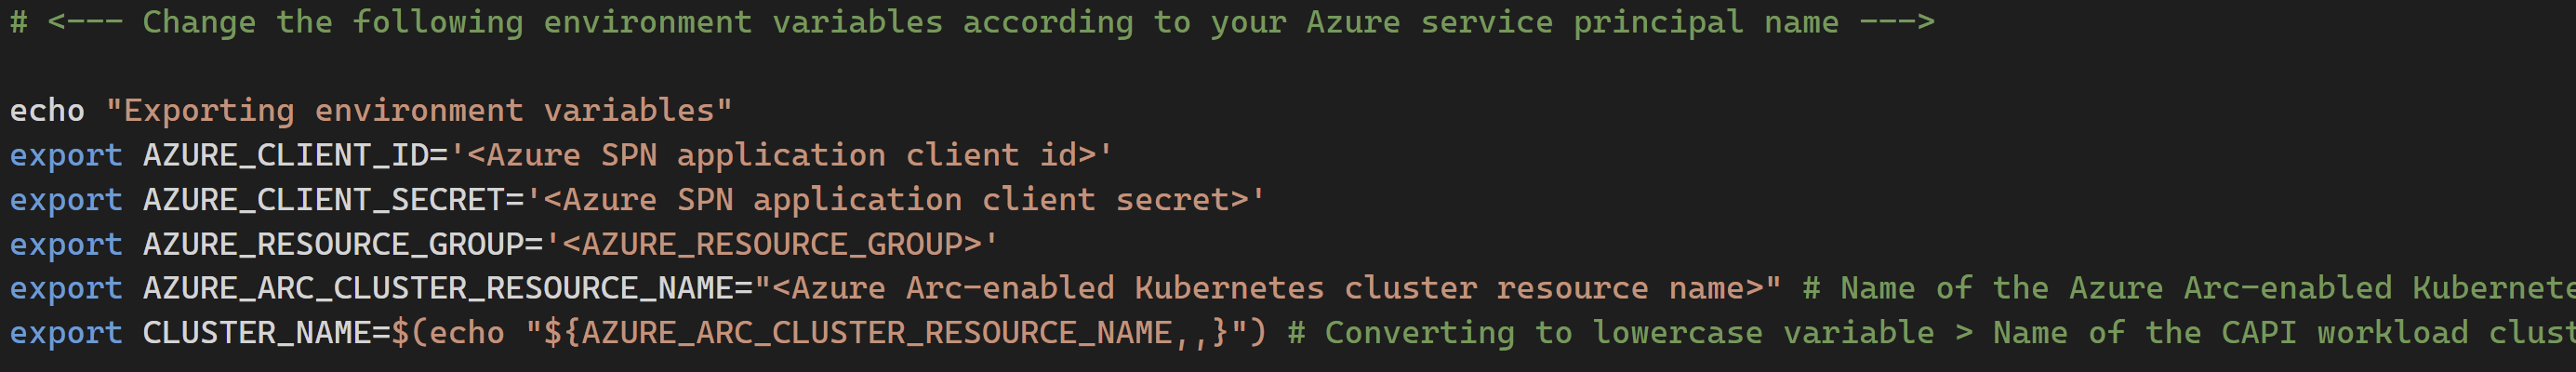 # <--- Change the following environment variables according to your Azure service principal name --->
echo "Exporting environment variables"
export AZURE_CLIENT_ID='<Azure SPN application client id>'
export AZURE_CLIENT_SECRET='<Azure SPN application client secret>'
export AZURE_RESOURCE_GROUP='<AZURE_RESOURCE_GROUP>'
export AZURE_ARC_CLUSTER_RESOURCE_NAME="<Azure Arc-enabled Kubernetes cluster resource name>" # Name of the Azure Arc-enabled Kubernete
export CLUSTER_NAME=$(echo "${AZURE_ARC_CLUSTER_RESOURCE_NAME,,}") # Converting to lowercase variable > Name of the CAPI workload clust